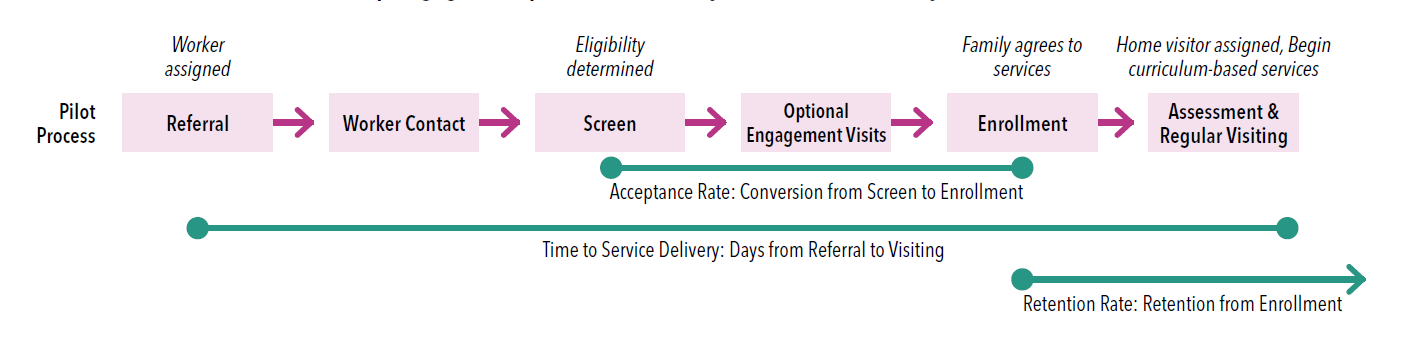 Worker
assigned
Eligibility
determined
Family agrees to
services
Home visitor assigned, Begin
curriculum-based services
Pilot
Process
Referral
Worker Contact
Screen
Optional
Engagement Visits
Enrollment
Assessment &
Regular Visiting
Acceptance Rate: Conversion from Screen to Enrollment
Time to Service Delivery: Days from Referral to Visiting
Retention Rate: Retention from Enrollment